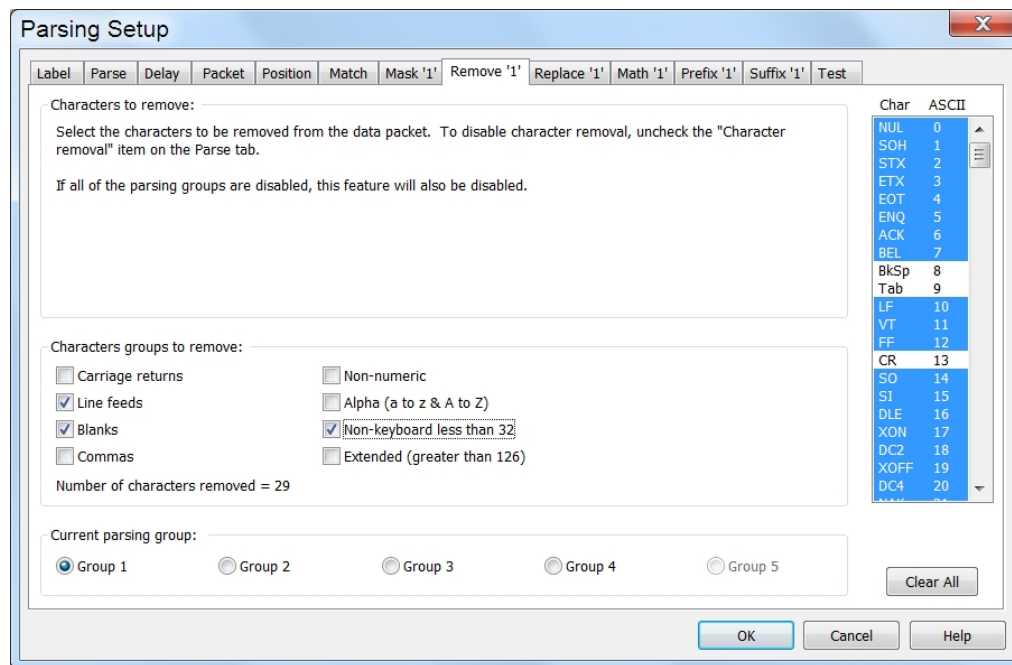 Parsing Setup
Label Parse Delay Packet Position Match Mask '1' Remove '1' Replace '1' Math '1' Prefix '1' Suffix '1' Test
Characters to remove:
Select the characters to be removed from the data packet.  To disable character removal, uncheck the "Character
removal" item on the Parse tab.
If all of the parsing groups are disabled, this feature will also be disabled.
Characters groups to remove:
Carriage returns
Line feeds
Blanks
Commas
Non-numeric
Alpha (a to z & A to Z)
Non-keyboard less than 32
Extended (greater than 126)
Number of characters removed = 29
Current parsing group:
Group 1 Group 2 Group 3 Group 4 Group 5
Char ASCII
NUL 0
SOH 1
STX 2
ETX 3
EOT 4
ENQ 5
ACK 6
BEL 7
BkSp 8
Tab 9
LF 10
VT 11
FF 12
CR 13
SO 14
SI 15
DLE 16
XON 17
DC2 18
XOFF 19
DC4 20
Clear All
OK Cancel Help